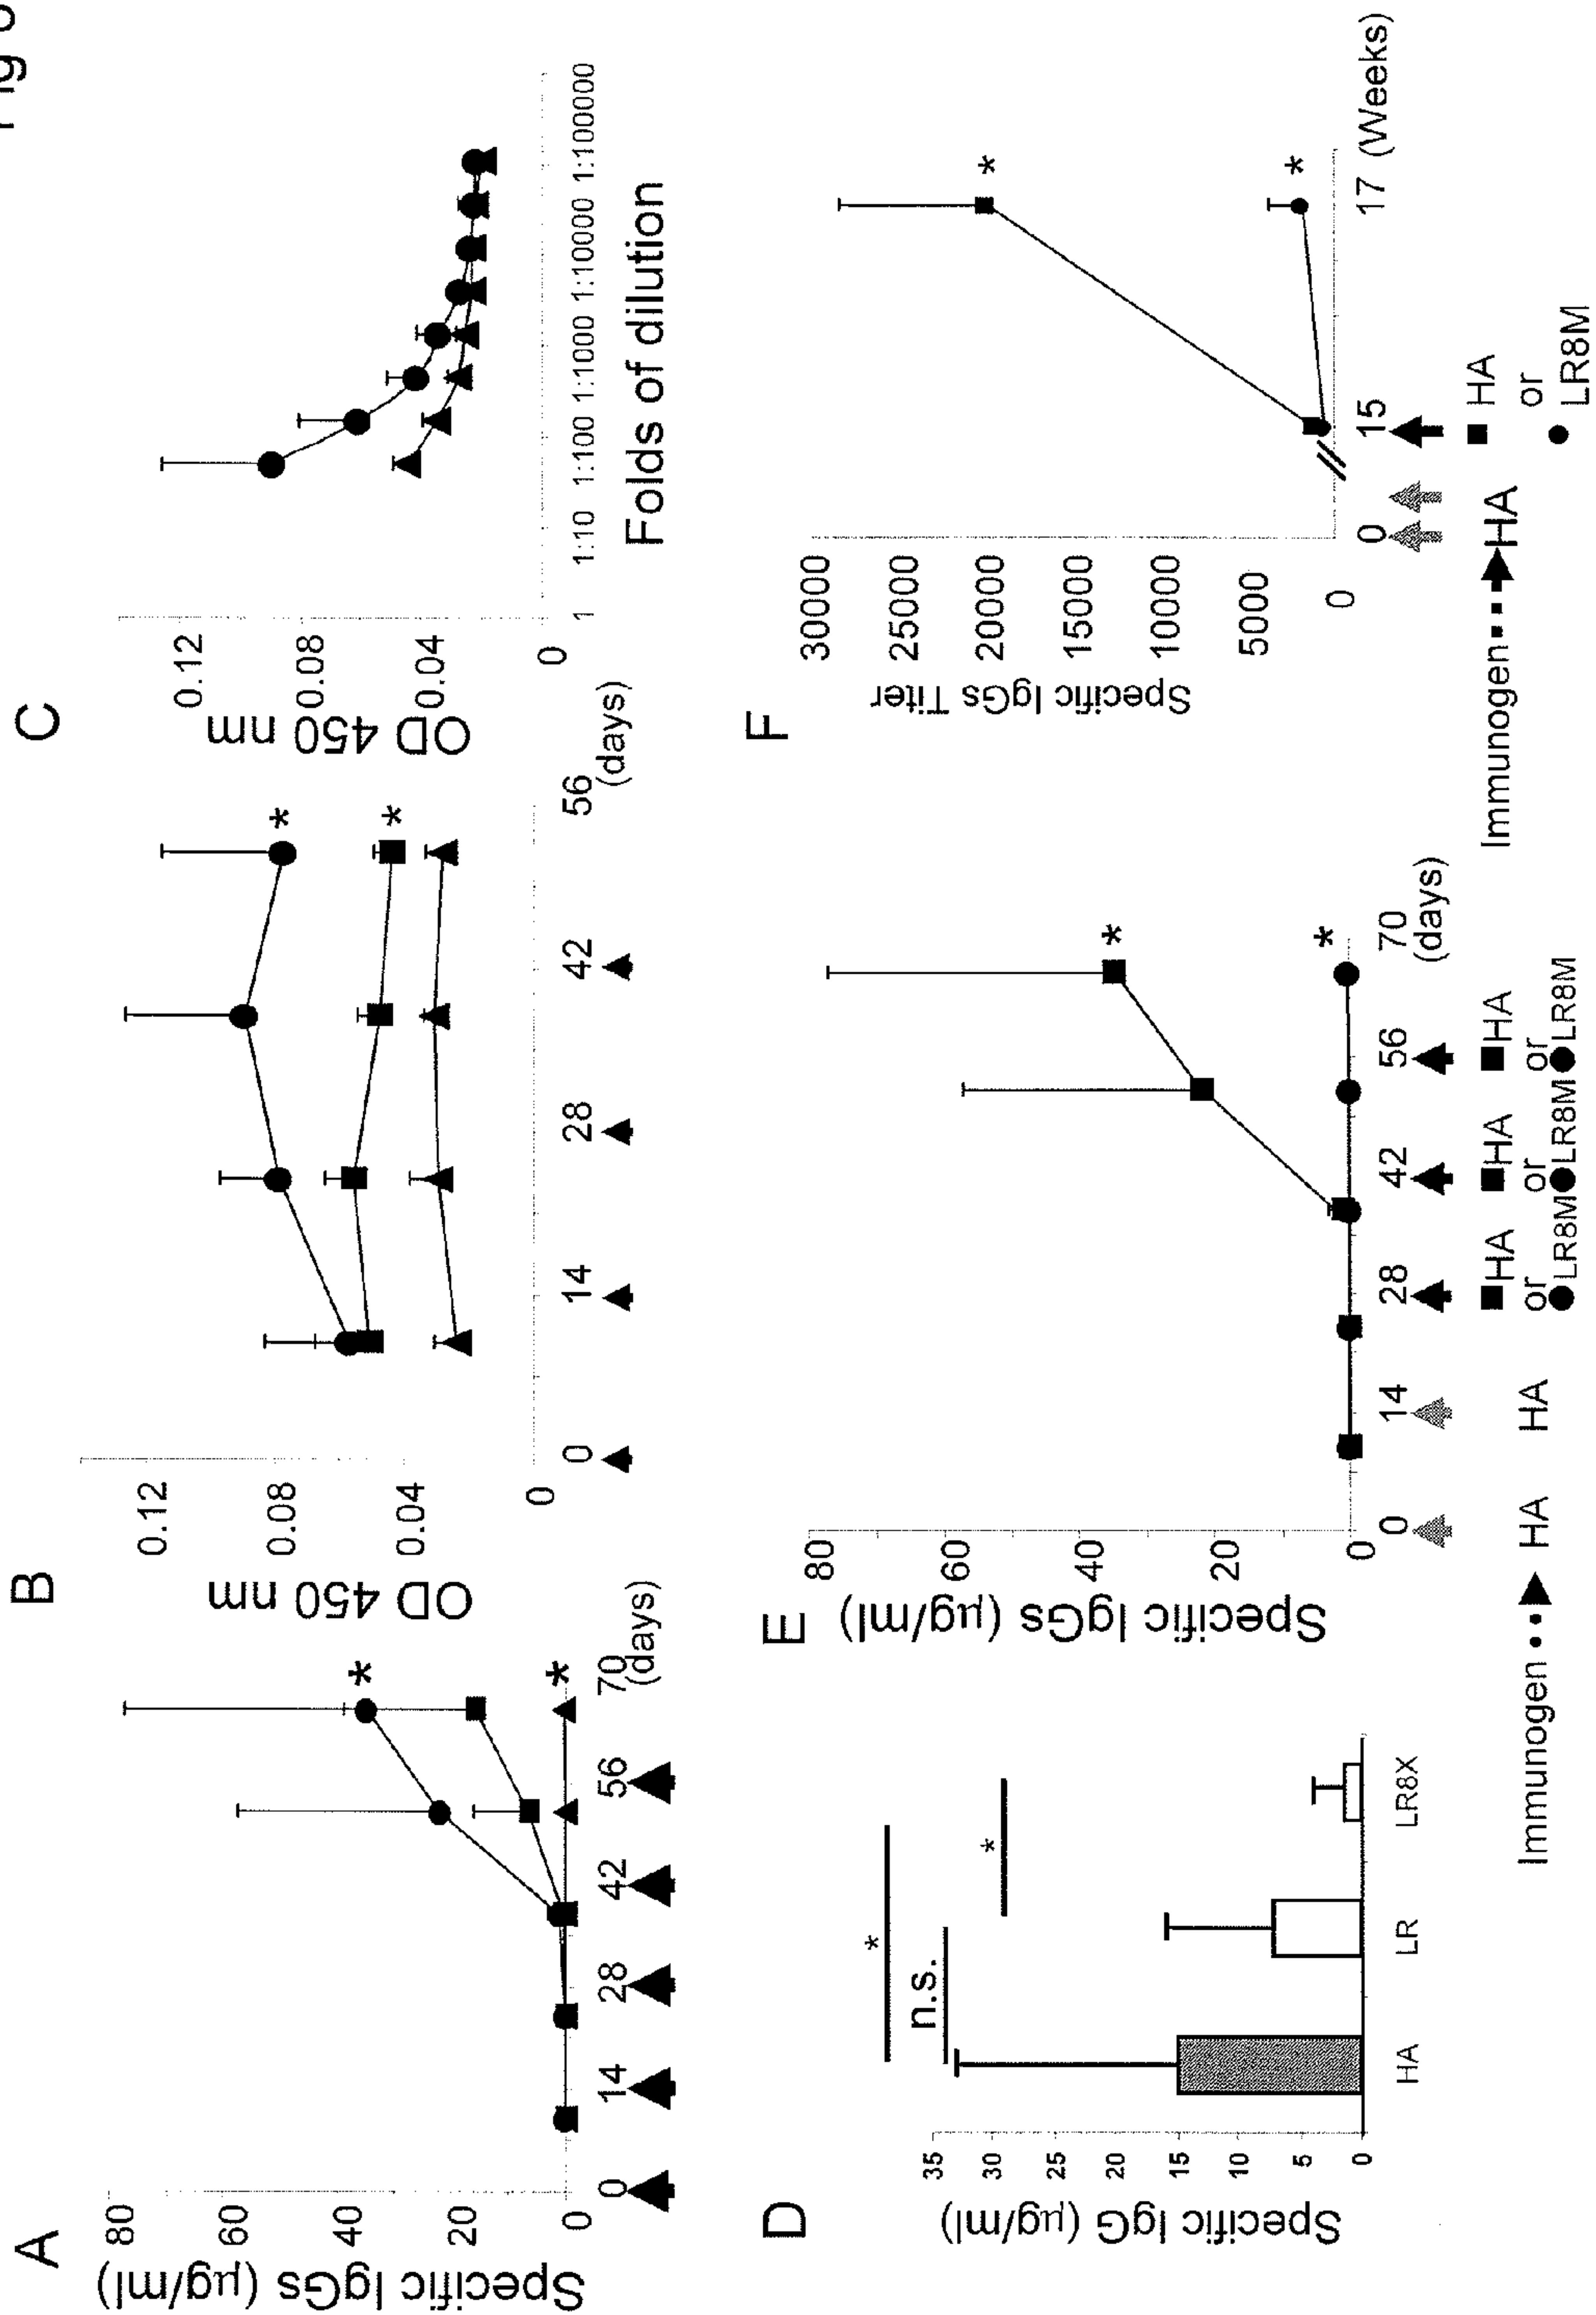 A
Specific IgGs (μg/ml)
80
60
40
20
0
*
*
0 14 28 42 56 70
(days)
B
OD 450 nm
0.12
0.08
0.04
0
*
*
0 14 28 42 56
(days)
C
OD 450 nm
0.12
0.08
0.04
0
1 1:10 1:100 1:1000 1:10000 1:100000
Folds of dilution
D
Specific IgG (μg/ml)
35
30
25
20
15
10
5
0
*
n.s.
*
HA LR LR8X
E
Specific IgGs (μg/ml)
80
60
40
20
0
*
*
0 14 28 42 56 70
(days)
Immunogen HA HA HA HA HA
or or or
LR8M LR8M LR8M
F
Specific IgGs Titer
30000
25000
20000
15000
10000
5000
0
*
*
0 15 17 (Weeks)
Immunogen HA HA
or
LR8M